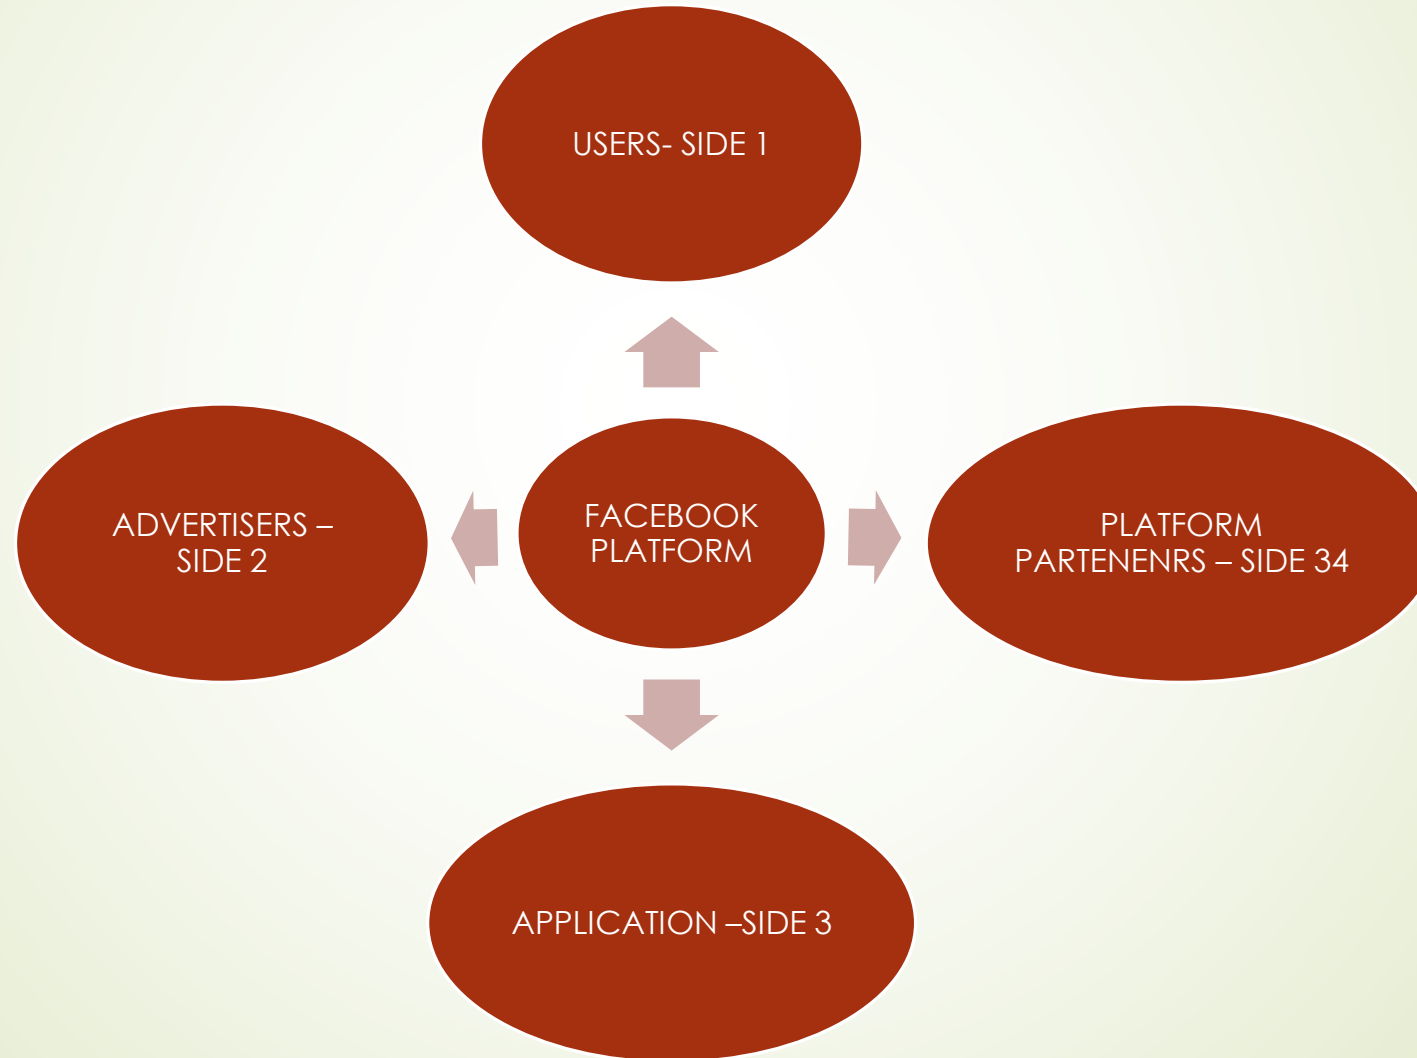 USERS- SIDE 1
ADVERTISERS –
SIDE 2
FACEBOOK
PLATFORM
PLATFORM
PARTENENRS – SIDE 34
APPLICATION –SIDE 3